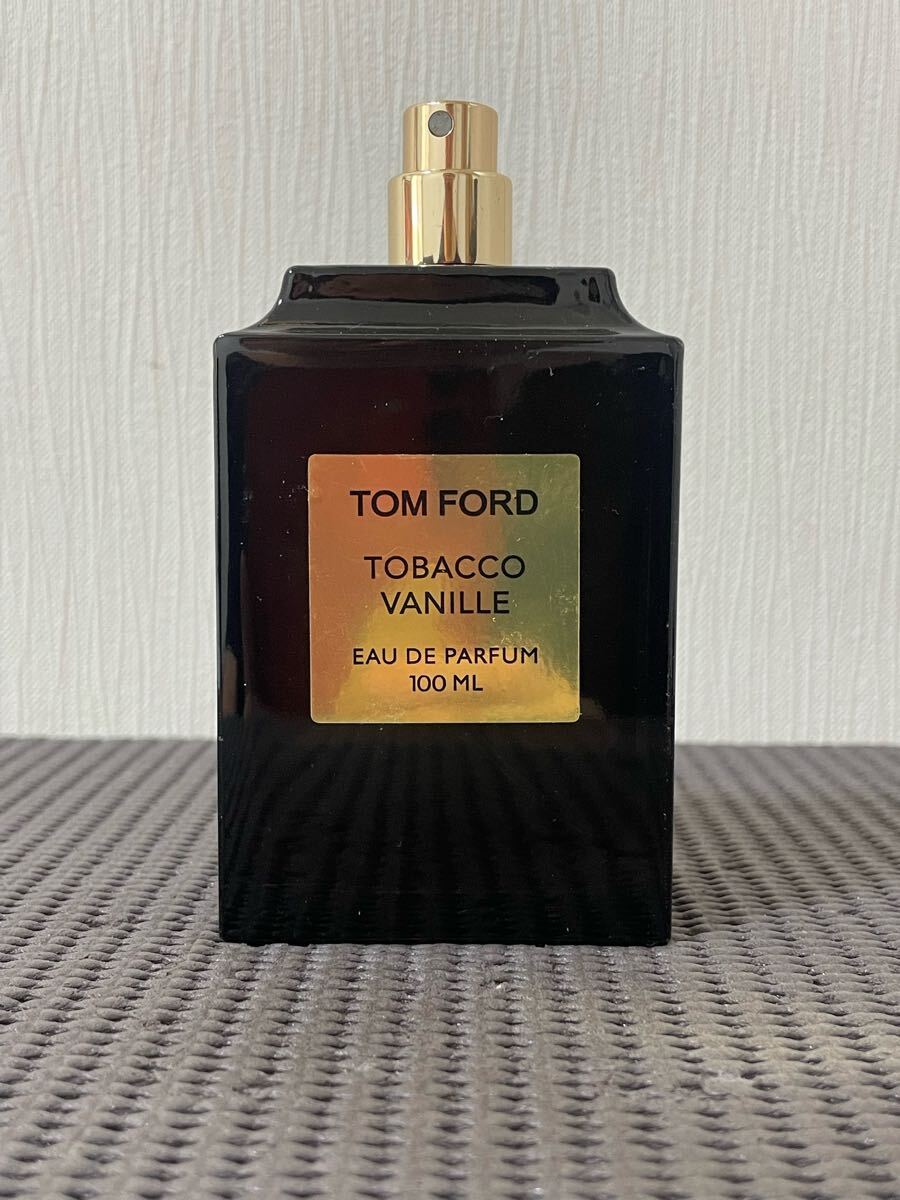 TOM FORD
TOBACCO
VANILLE
EAU DE PARFUM
100 ML